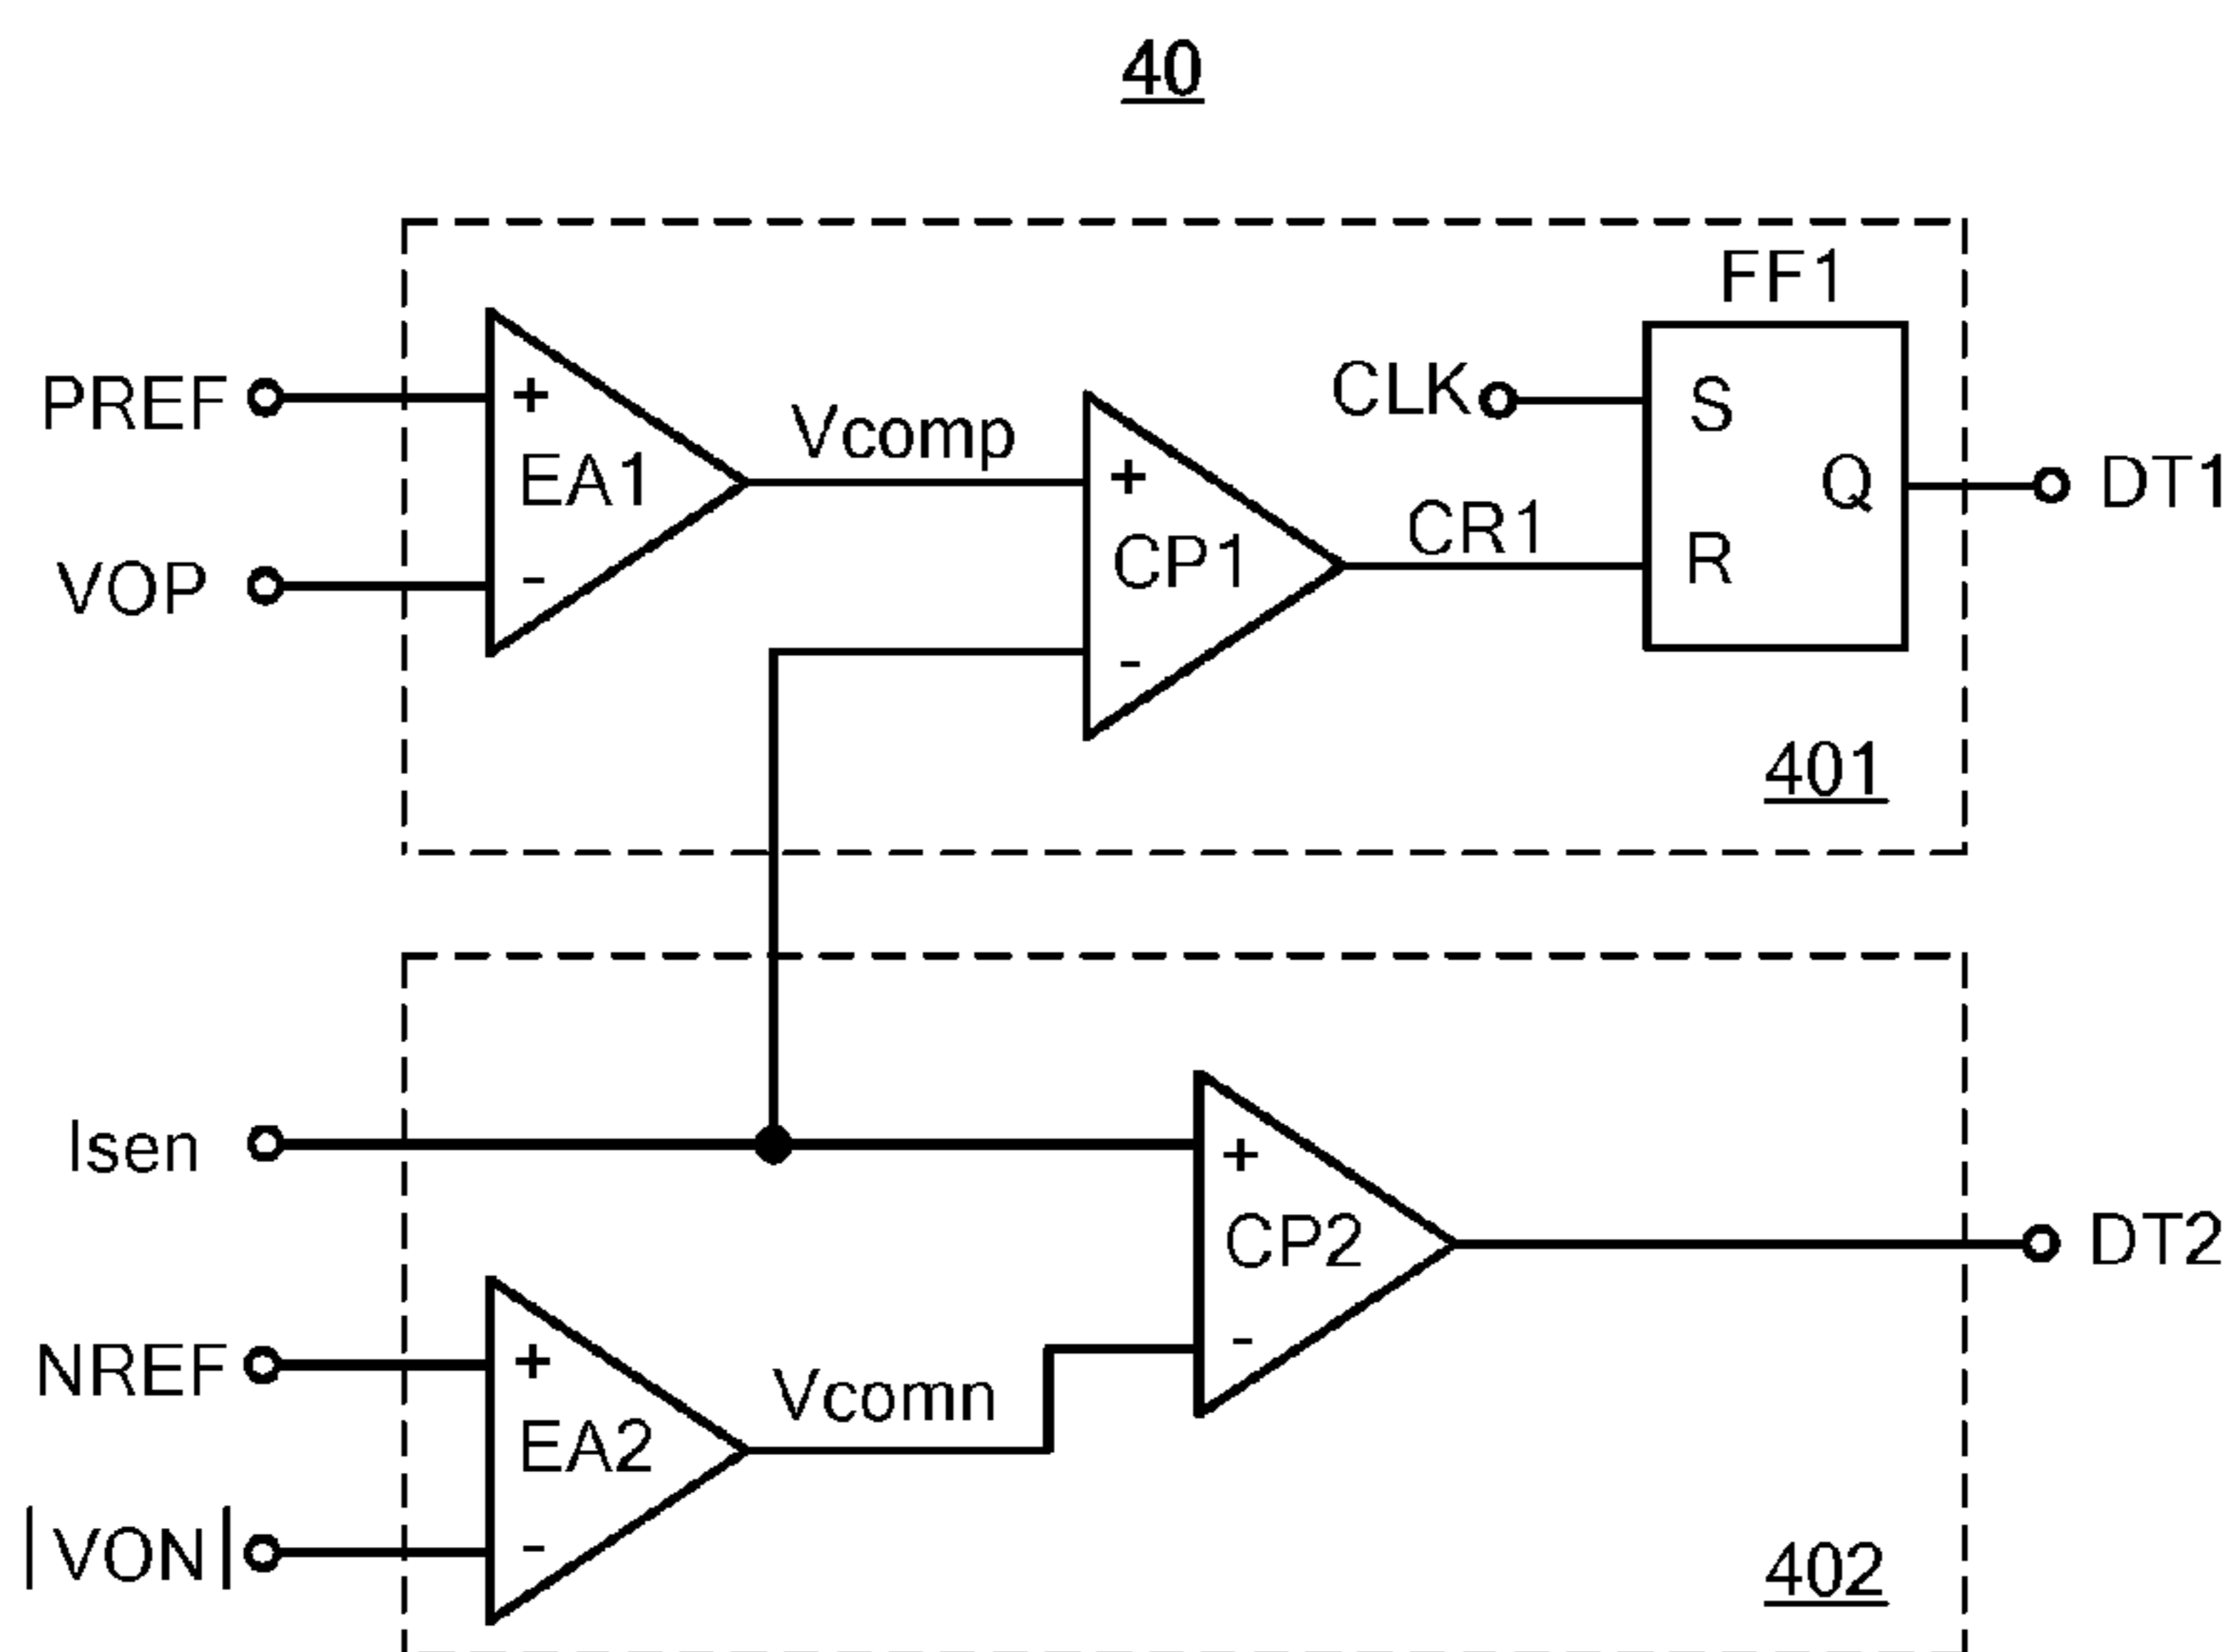 40
FF1
PREF
+
EA1
-
VOP
Vcomp
+
CP1
-
CLK
CR1
S
Q
R
DT1
401
Isen
+
CP2
-
DT2
NREF
+
EA2
-
Vcomn
|VON|
402